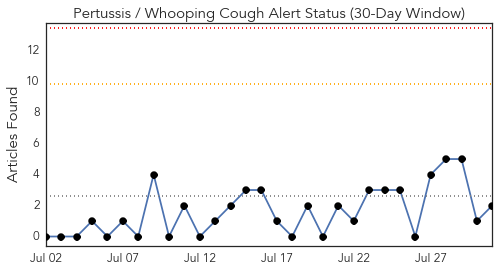 Pertussis / Whooping Cough Alert Status (30-Day Window)
Articles Found
12
10
8
6
4
2
0
Jul 02 Jul 07 Jul 12 Jul 17 Jul 22 Jul 27